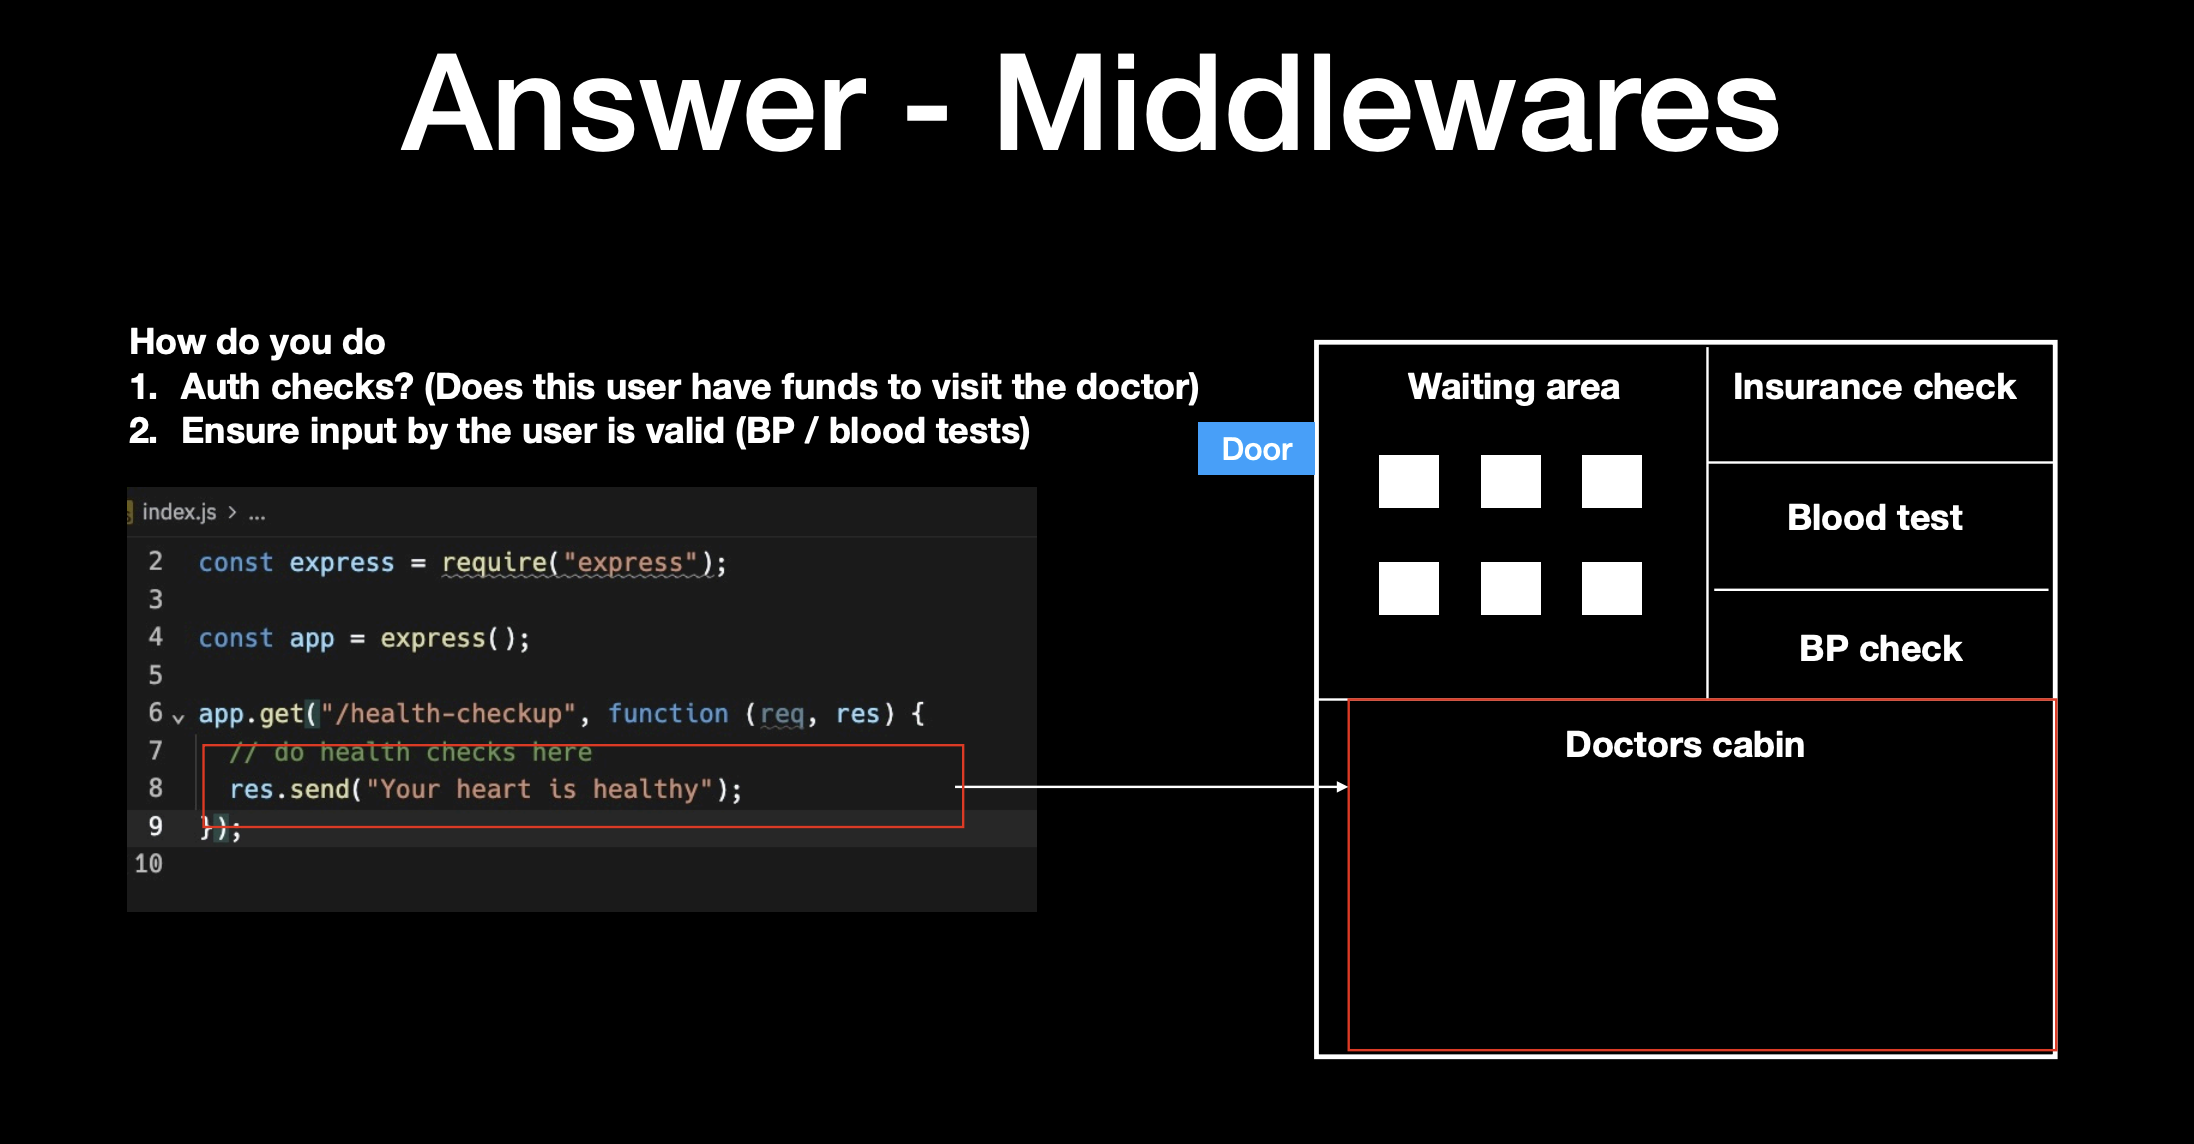 Answer - Middlewares
How do you do
1. Auth checks? (Does this user have funds to visit the doctor)
2. Ensure input by the user is valid (BP / blood tests)
index.js > ...
2 const express = require("express");
3
4 const app = express();
5
6 app.get("/health-checkup", function (req, res) {
7 // do health checks here
8 res.send("Your heart is healthy");
9 });
10
Door
Waiting area
Insurance check
Blood test
BP check
Doctors cabin